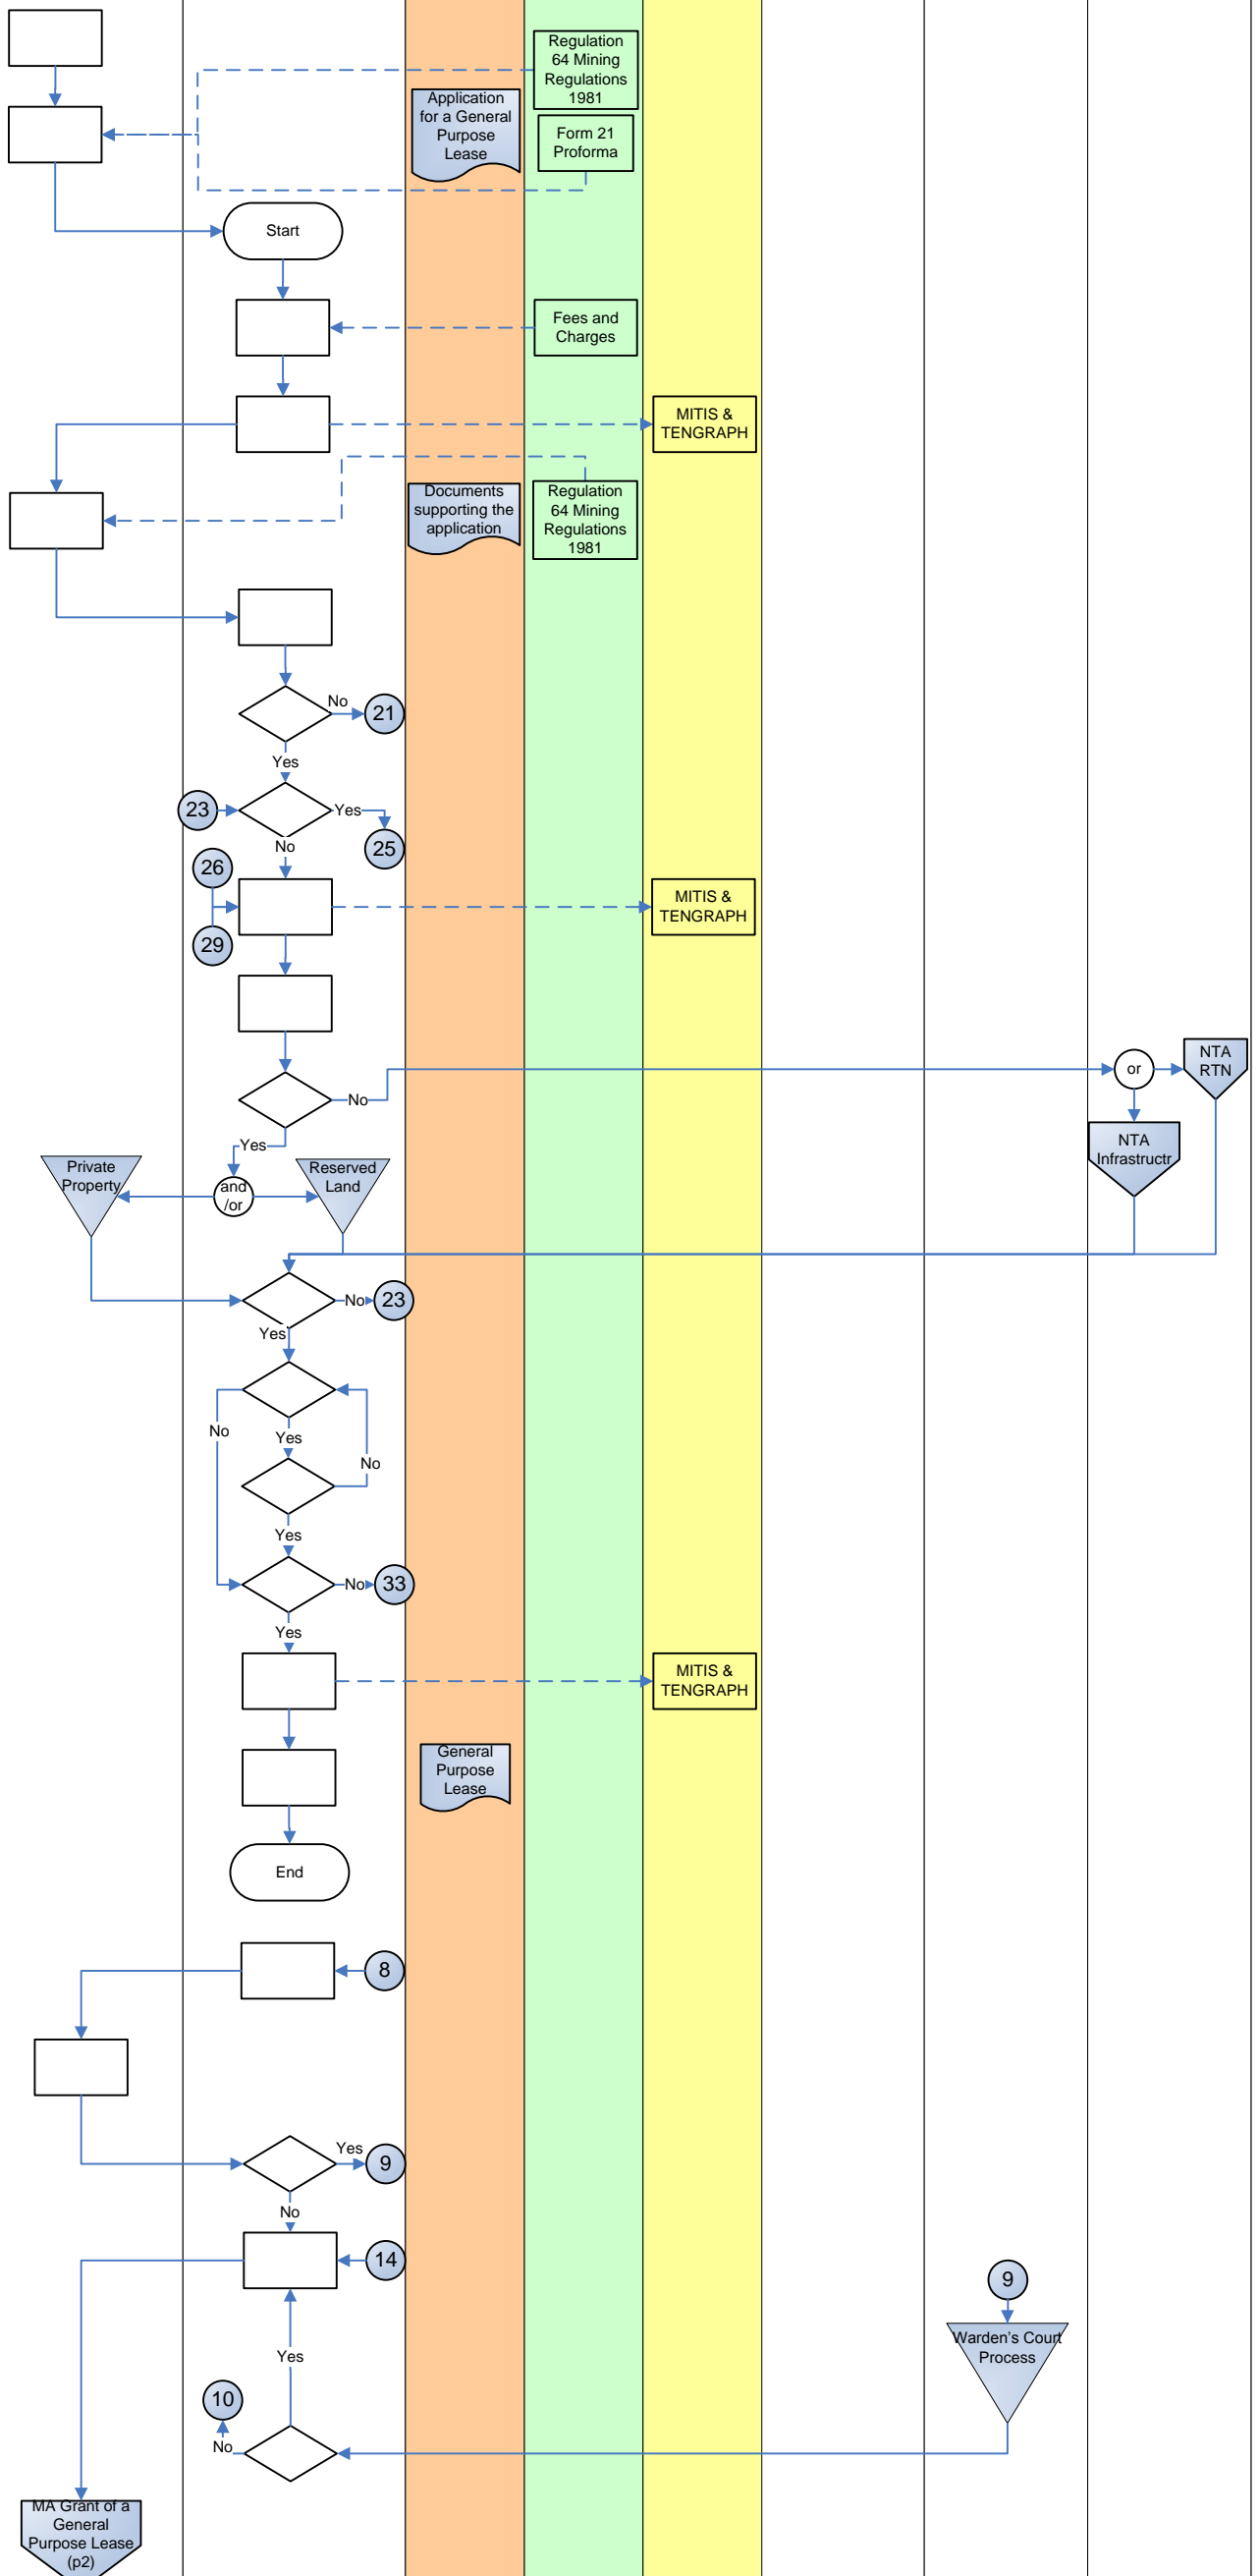 Regulation
64 Mining
Regulations
1981
Application
for a General
Purpose
Lease
Form 21
Proforma
Start
Fees and
Charges
MITIS &
TENGRAPH
Documents
supporting the
application
Regulation
64 Mining
Regulations
1981
No
21
Yes
23
Yes
25
No
26
29
MITIS &
TENGRAPH
No
or
NTA
RTN
NTA
Infrastructr
Yes
Private
Property
and
/or
Reserved
Land
No
23
Yes
No
Yes
No
Yes
No
33
Yes
MITIS &
TENGRAPH
General
Purpose
Lease
End
8
Yes
9
No
14
9
Warden's Court
Process
Yes
10
No
MA Grant of a
General
Purpose Lease
(p2)